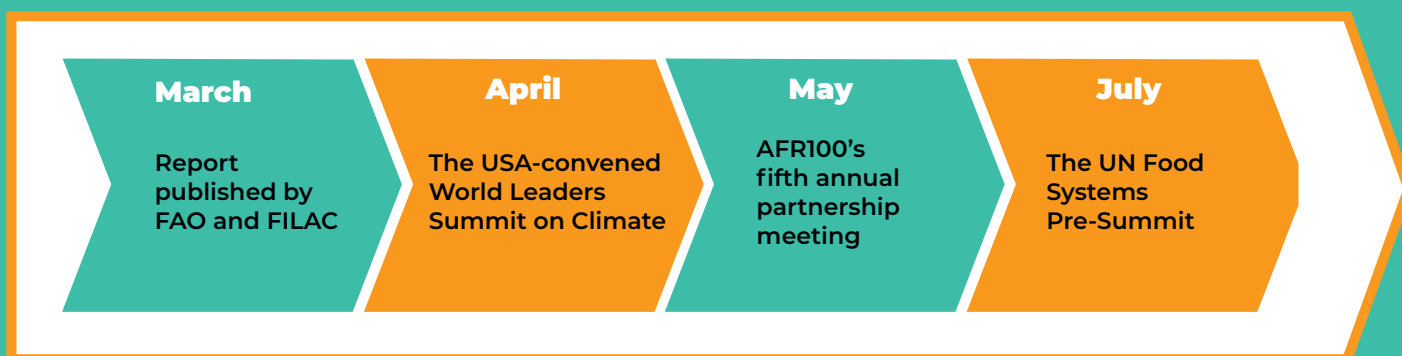 March
Report
published by
FAO and FILAC
April
The USA-convened
World Leaders
Summit on Climate
May
AFR100’s
fifth annual
partnership
meeting
July
The UN Food
Systems
Pre-Summit